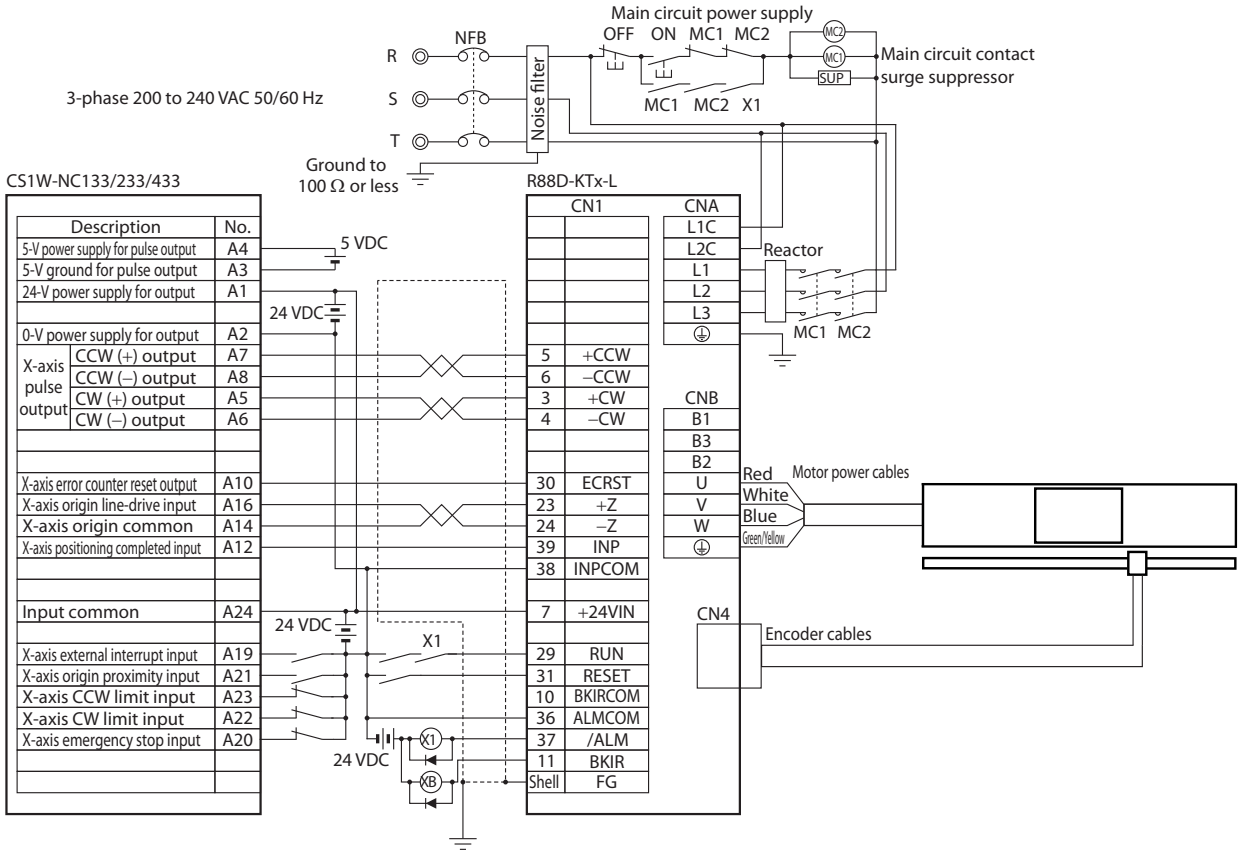 Main circuit power supply
OFF ON MC1 MC2
MC2
NFB
R
MC1
Main circuit contact
surge suppressor
SUP
Noise filter
3-phase 200 to 240 VAC 50/60 Hz
S
MC1 MC2 X1
T
Ground to
100 Ω or less
CS1W-NC133/233/433
R88D-KTx-L
CN1 CNA
Description No.
L1C
5-V power supply for pulse output A4
5 VDC
L2C
Reactor
5-V ground for pulse output A3
L1
24-V power supply for output A1
L2
24 VDC
L3
MC1 MC2
0-V power supply for output A2
X-axis pulse output
CCW (+) output A7
5 +CCW
CCW (−) output A8
6 −CCW
CW (+) output A5
3 +CW
CNB
CW (−) output A6
4 −CW
B1
B3
B2
X-axis error counter reset output A10
30 ECRST
U
Red
Motor power cables
X-axis origin line-drive input A16
23 +Z
V
White
X-axis origin common A14
24 −Z
W
Blue
X-axis positioning completed input A12
39 INP
Green/Yellow
38 INPCOM
Input common A24
7 +24VIN
CN4
24 VDC
Encoder cables
X1
X-axis external interrupt input A19
29 RUN
X-axis origin proximity input A21
31 RESET
X-axis CCW limit input A23
10 BKIRCOM
X-axis CW limit input A22
36 ALMCOM
X-axis emergency stop input A20
X1
37 /ALM
24 VDC
11 BKIR
XB
Shell FG